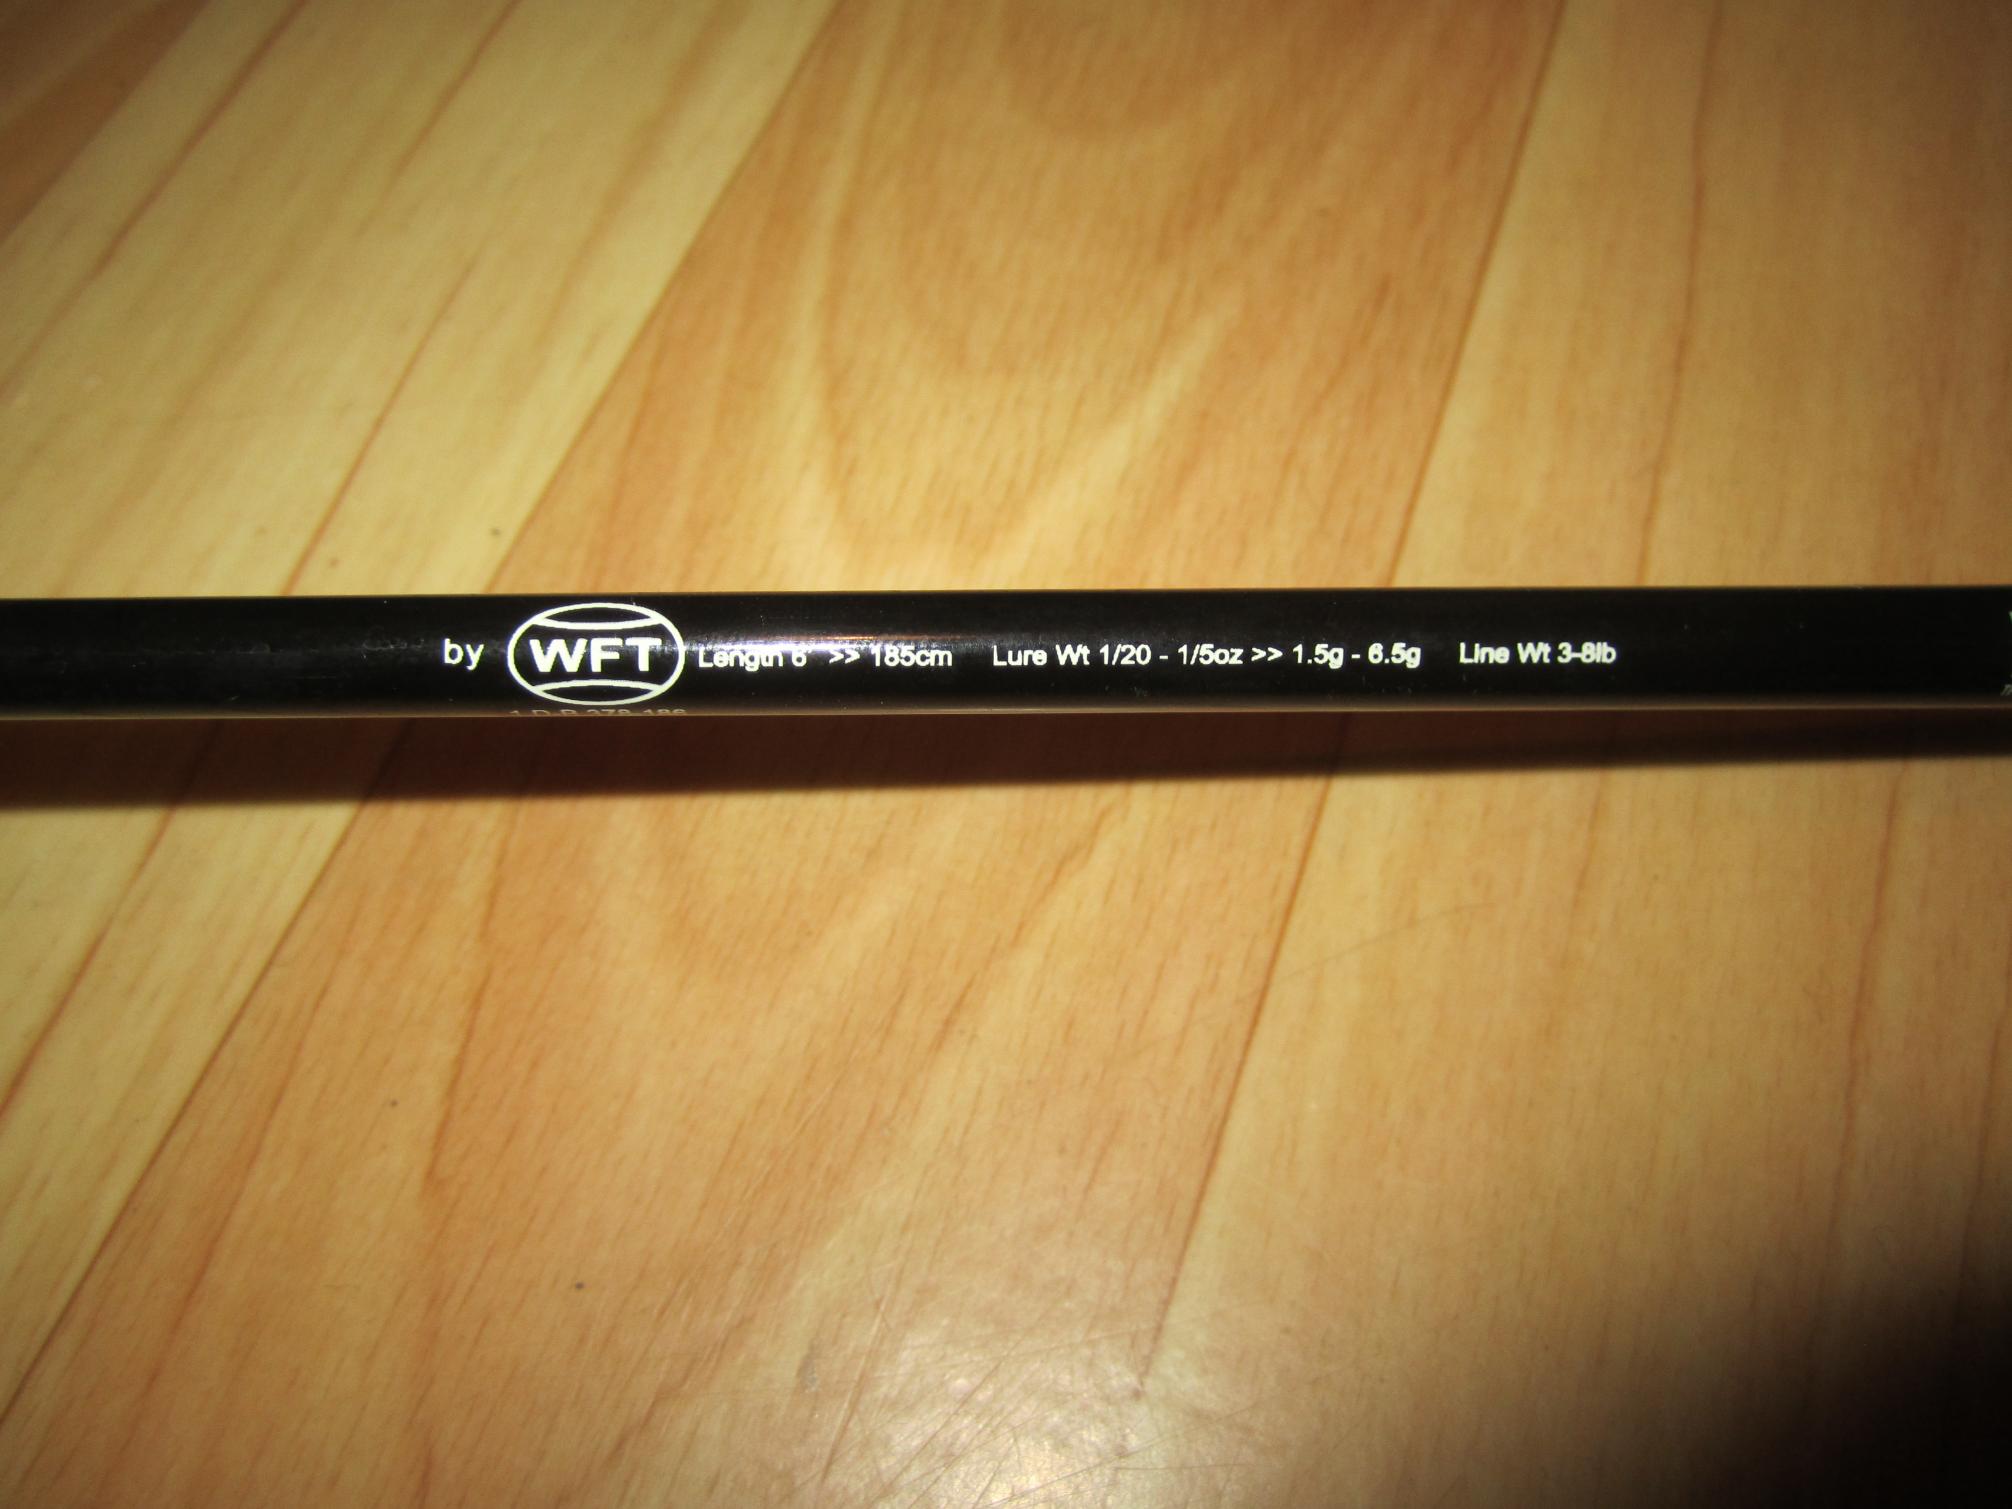 by WFT Length 6' >> 185cm Lure Wt 1/20 - 1/5oz >> 1.5g - 6.5g Line Wt 3-8lb